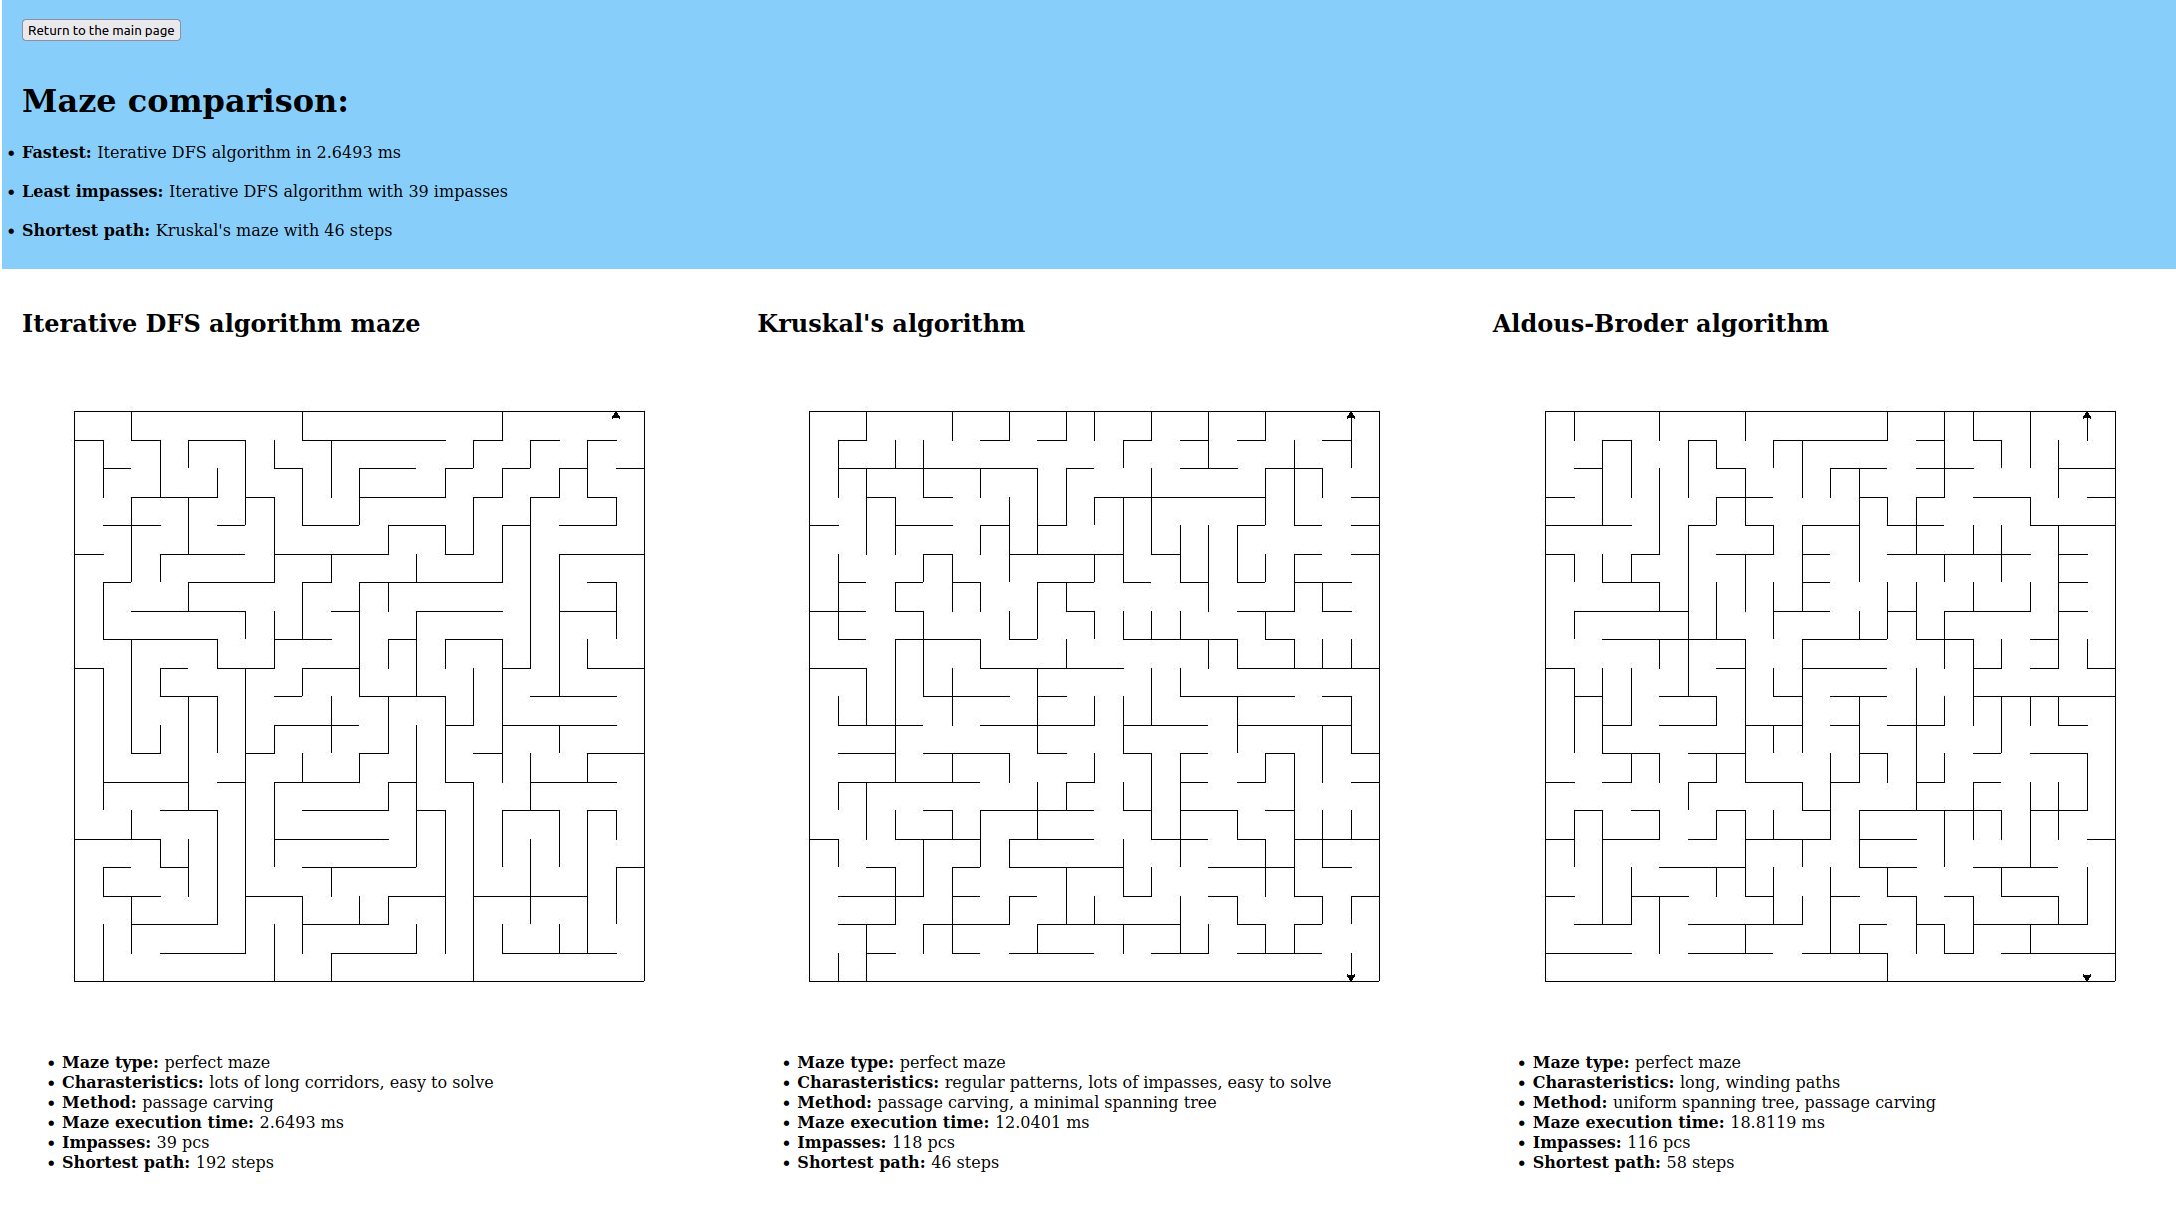 Return to the main page
Maze comparison:
• Fastest: Iterative DFS algorithm in 2.6493 ms
• Least impasses: Iterative DFS algorithm with 39 impasses
• Shortest path: Kruskal's maze with 46 steps
Iterative DFS algorithm maze
• Maze type: perfect maze
• Charasteristics: lots of long corridors, easy to solve
• Method: passage carving
• Maze execution time: 2.6493 ms
• Impasses: 39 pcs
• Shortest path: 192 steps
Kruskal's algorithm
• Maze type: perfect maze
• Charasteristics: regular patterns, lots of impasses, easy to solve
• Method: passage carving, a minimal spanning tree
• Maze execution time: 12.0401 ms
• Impasses: 118 pcs
• Shortest path: 46 steps
Aldous-Broder algorithm
• Maze type: perfect maze
• Charasteristics: long, winding paths
• Method: uniform spanning tree, passage carving
• Maze execution time: 18.8119 ms
• Impasses: 116 pcs
• Shortest path: 58 steps